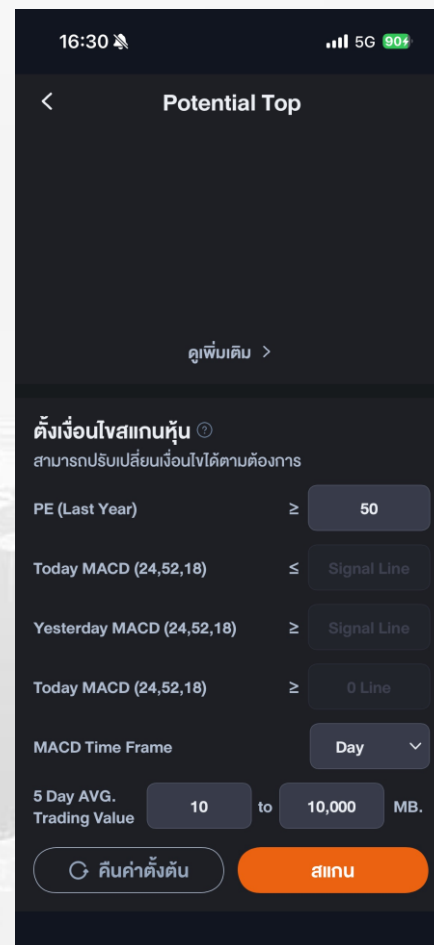 16:30 5G 90
Potential Top
ดูเพิ่มเติม >
ตั้งเงื่อนไขสแกนหุ้น ?
สามารถปรับเปลี่ยนเงื่อนไขได้ตามต้องการ
PE (Last Year) ≥ 50
Today MACD (24,52,18) ≤ Signal Line
Yesterday MACD (24,52,18) ≥ Signal Line
Today MACD (24,52,18) ≥ 0 Line
MACD Time Frame Day
5 Day AVG.
Trading Value 10 to 10,000 MB.
คืนค่าตั้งต้น สแกน